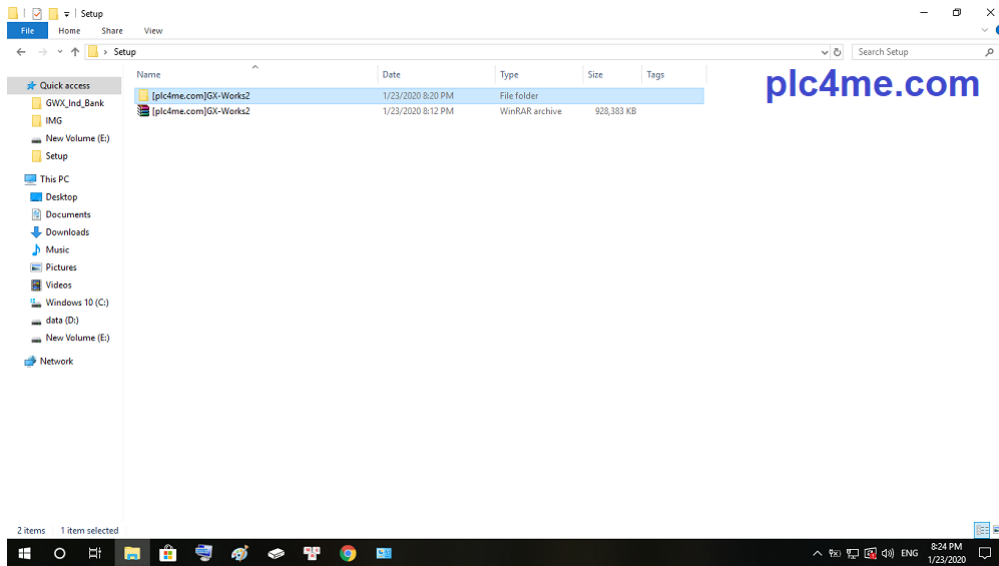 Setup
File Home Share View
Setup
Search Setup
Name Date Type Size Tags
[plc4me.com]GX-Works2 1/23/2020 8:20 PM File folder
[plc4me.com]GX-Works2 1/23/2020 8:12 PM WinRAR archive 928,383 KB
plc4me.com
Quick access
GWX_Ind_Bank
IMG
New Volume (E:)
Setup
This PC
Desktop
Documents
Downloads
Music
Pictures
Videos
Windows 10 (C:)
data (D:)
New Volume (E:)
Network
2 items 1 item selected
ENG
8:24 PM
1/23/2020